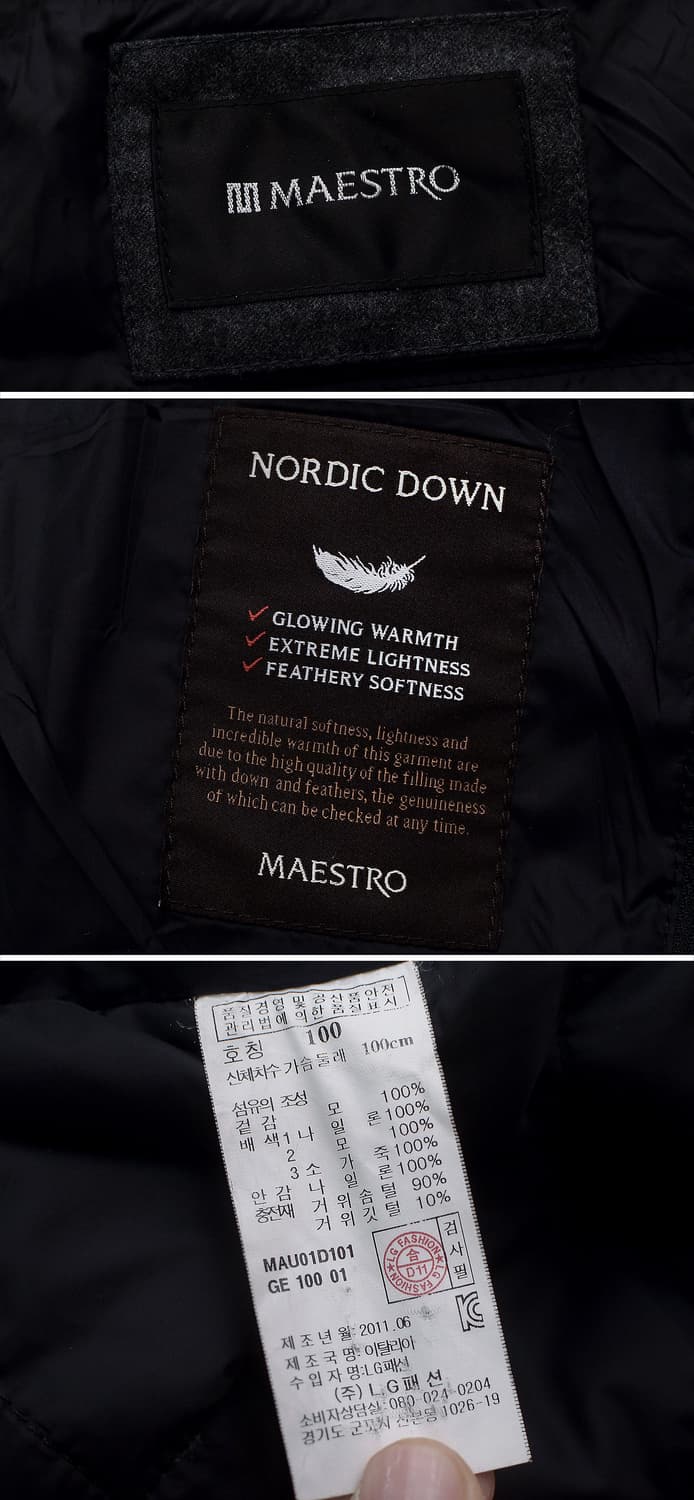 MAESTRO
NORDIC DOWN
GLOWING WARMTH
EXTREME LIGHTNESS
FEATHERY SOFTNESS
The natural softness, lightness and
incredible warmth of this garment are
due to the high quality of the filling made
with down and feathers, the genuineness
of which can be checked at any time.
MAESTRO
품질경영 및 공산품안전
관리법에 의한 품질표시
호칭 100
신체치수 가슴둘레 100cm
섬유의 조성
겉 감 모 100%
배 색 1 나 일 론 100%
2 모 100%
3 소 가 죽 100%
안 감 나 일 론 100%
충전재 거 위 솜 털 90%
거 위 깃 털 10%
MAU01D101
GE 100 01
LG FASHION
合
D11
LG FASHION
검사필
제 조 년 월: 2011.06
제 조 국 명: 이탈리아
수 입 자 명: LG패션
(주) LG패션
소비자상담실: 080-024-0204
경기도 군포시 산본동 1026-19